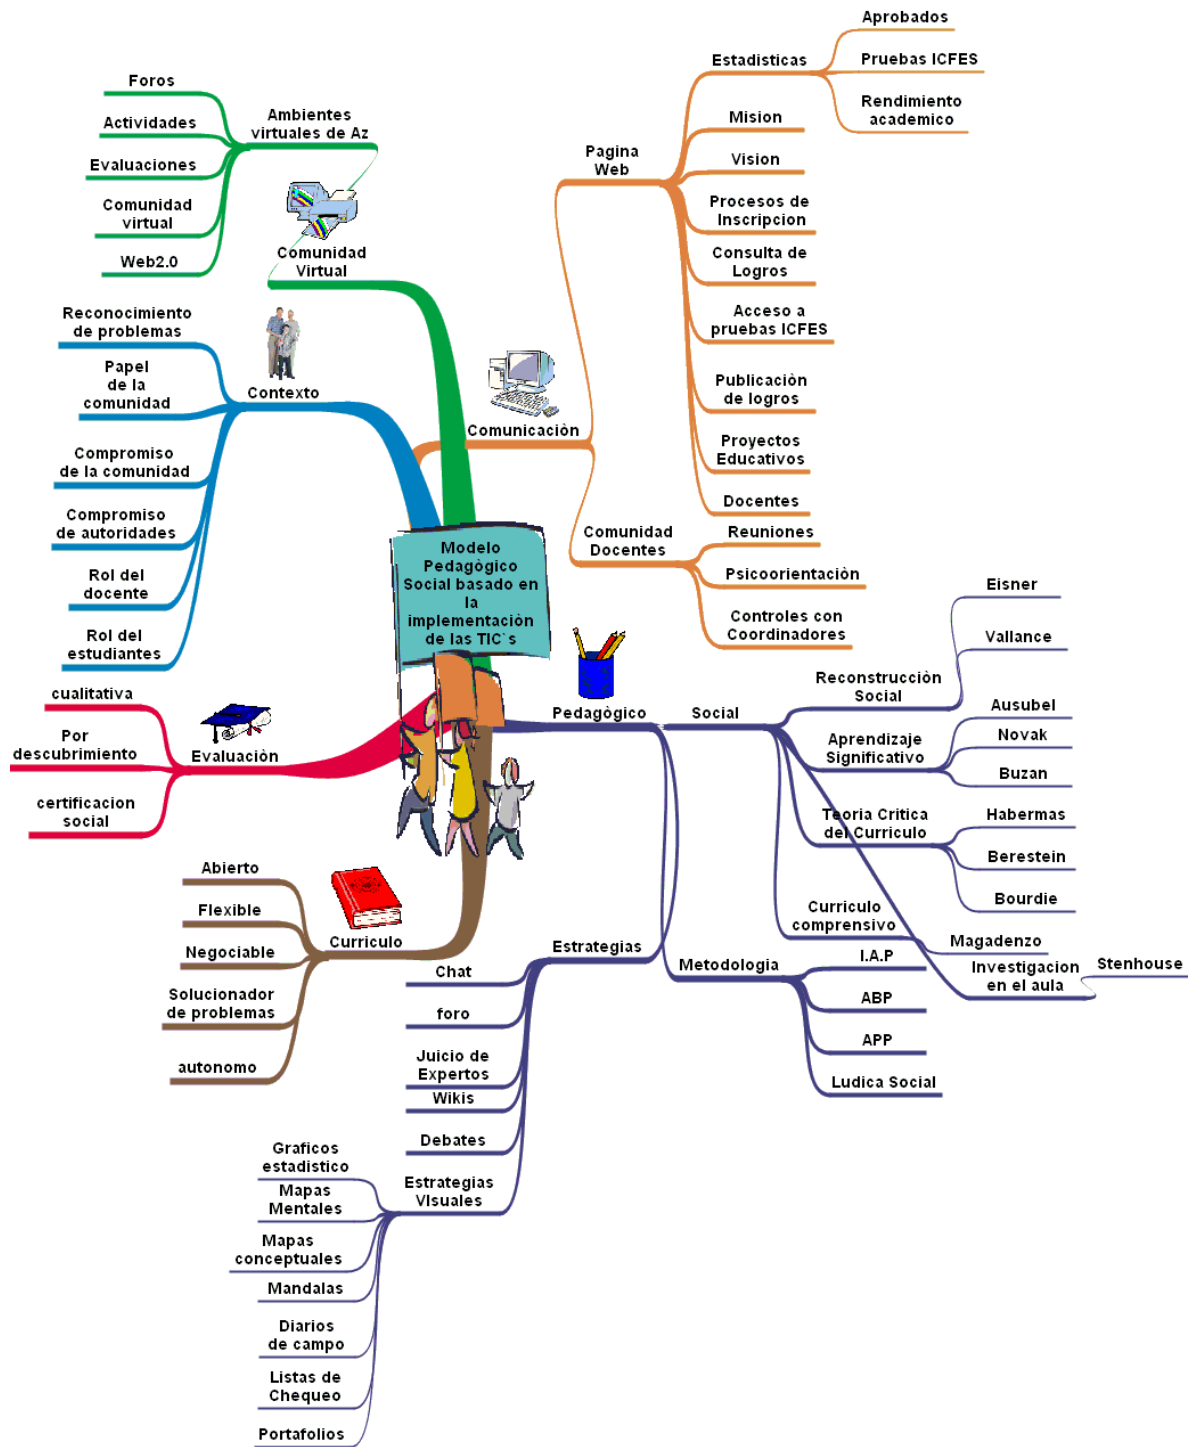 Modelo
Pedagògico
Social basado en
la
implementaciòn
de las TIC`s
Comunidad
Virtual
Ambientes
virtuales de Az
Foros
Actividades
Evaluaciones
Comunidad
virtual
Web2.0
Contexto
Reconocimiento
de problemas
Papel
de la
comunidad
Compromiso
de la comunidad
Compromiso
de autoridades
Rol del
docente
Rol del
estudiantes
Evaluaciòn
cualitativa
Por
descubrimiento
certificacion
social
Curriculo
Abierto
Flexible
Negociable
Solucionador
de problemas
autonomo
Comunicaciòn
Pagina
Web
Estadisticas
Aprobados
Pruebas ICFES
Rendimiento
academico
Mision
Vision
Procesos de
Inscripcion
Consulta de
Logros
Acceso a
pruebas ICFES
Publicaciòn
de logros
Proyectos
Educativos
Docentes
Comunidad
Docentes
Reuniones
Psicoorientaciòn
Controles con
Coordinadores
Pedagògico
Social
Reconstrucciòn
Social
Eisner
Vallance
Aprendizaje
Significativo
Ausubel
Novak
Buzan
Teoria Critica
del Curriculo
Habermas
Berestein
Bourdie
Curriculo
comprensivo
Magadenzo
Investigacion
en el aula
Stenhouse
Metodologia
I.A.P
ABP
APP
Ludica Social
Estrategias
Chat
foro
Juicio de
Expertos
Wikis
Debates
Estrategias
VIsuales
Graficos
estadistico
Mapas
Mentales
Mapas
conceptuales
Mandalas
Diarios
de campo
Listas de
Chequeo
Portafolios